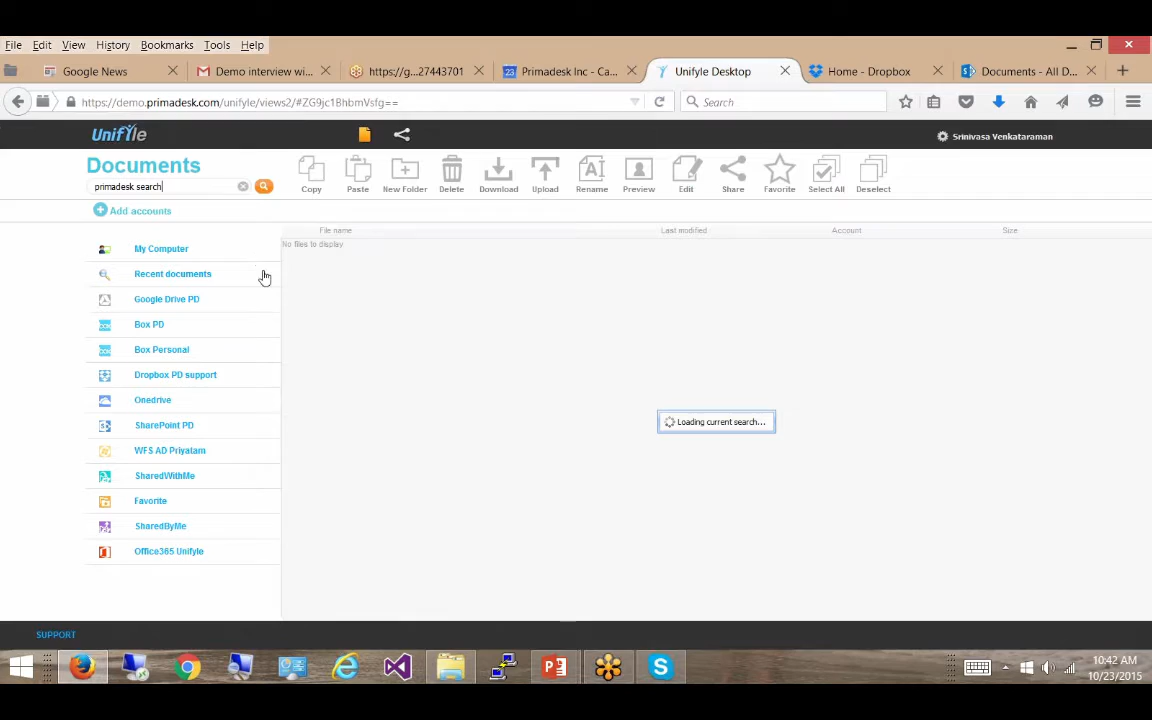 File Edit View History Bookmarks Tools Help
Google News
Demo interview wi...
https://g...27443701
Primadesk Inc - Ca...
Unifyle Desktop
Home - Dropbox
Documents - All D...
https://demo.primadesk.com/unifyle/views2/#ZG9jc1BhbmVsfg==
Search
Unifyle
Srinivasa Venkataraman
Documents
primadesk search
Copy
Paste
New Folder
Delete
Download
Upload
Rename
Preview
Edit
Share
Favorite
Select All
Deselect
Add accounts
File name
Last modified
Account
Size
No files to display
My Computer
Recent documents
Google Drive PD
Box PD
Box Personal
Dropbox PD support
Onedrive
SharePoint PD
WFS AD Priyatam
SharedWithMe
Favorite
SharedByMe
Office365 Unifyle
Loading current search...
SUPPORT
10:42 AM
10/23/2015